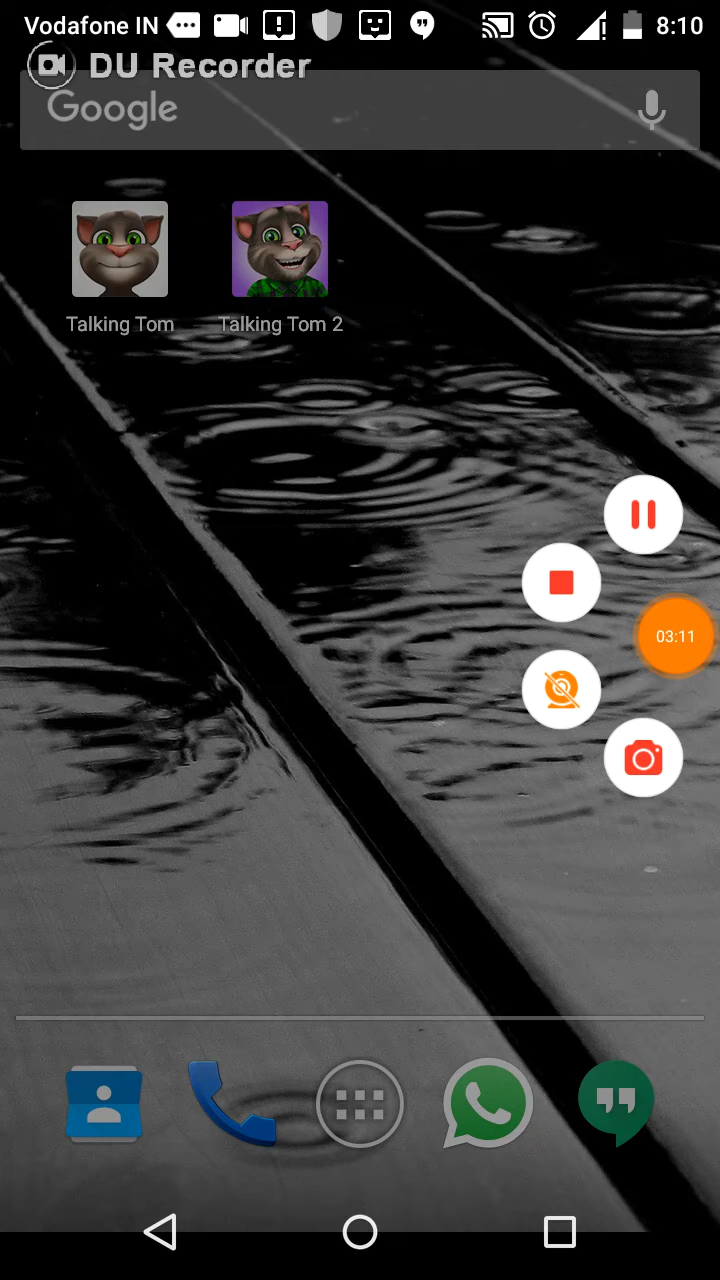 Vodafone IN
8:10
DU Recorder
Google
Talking Tom
Talking Tom 2
03:11